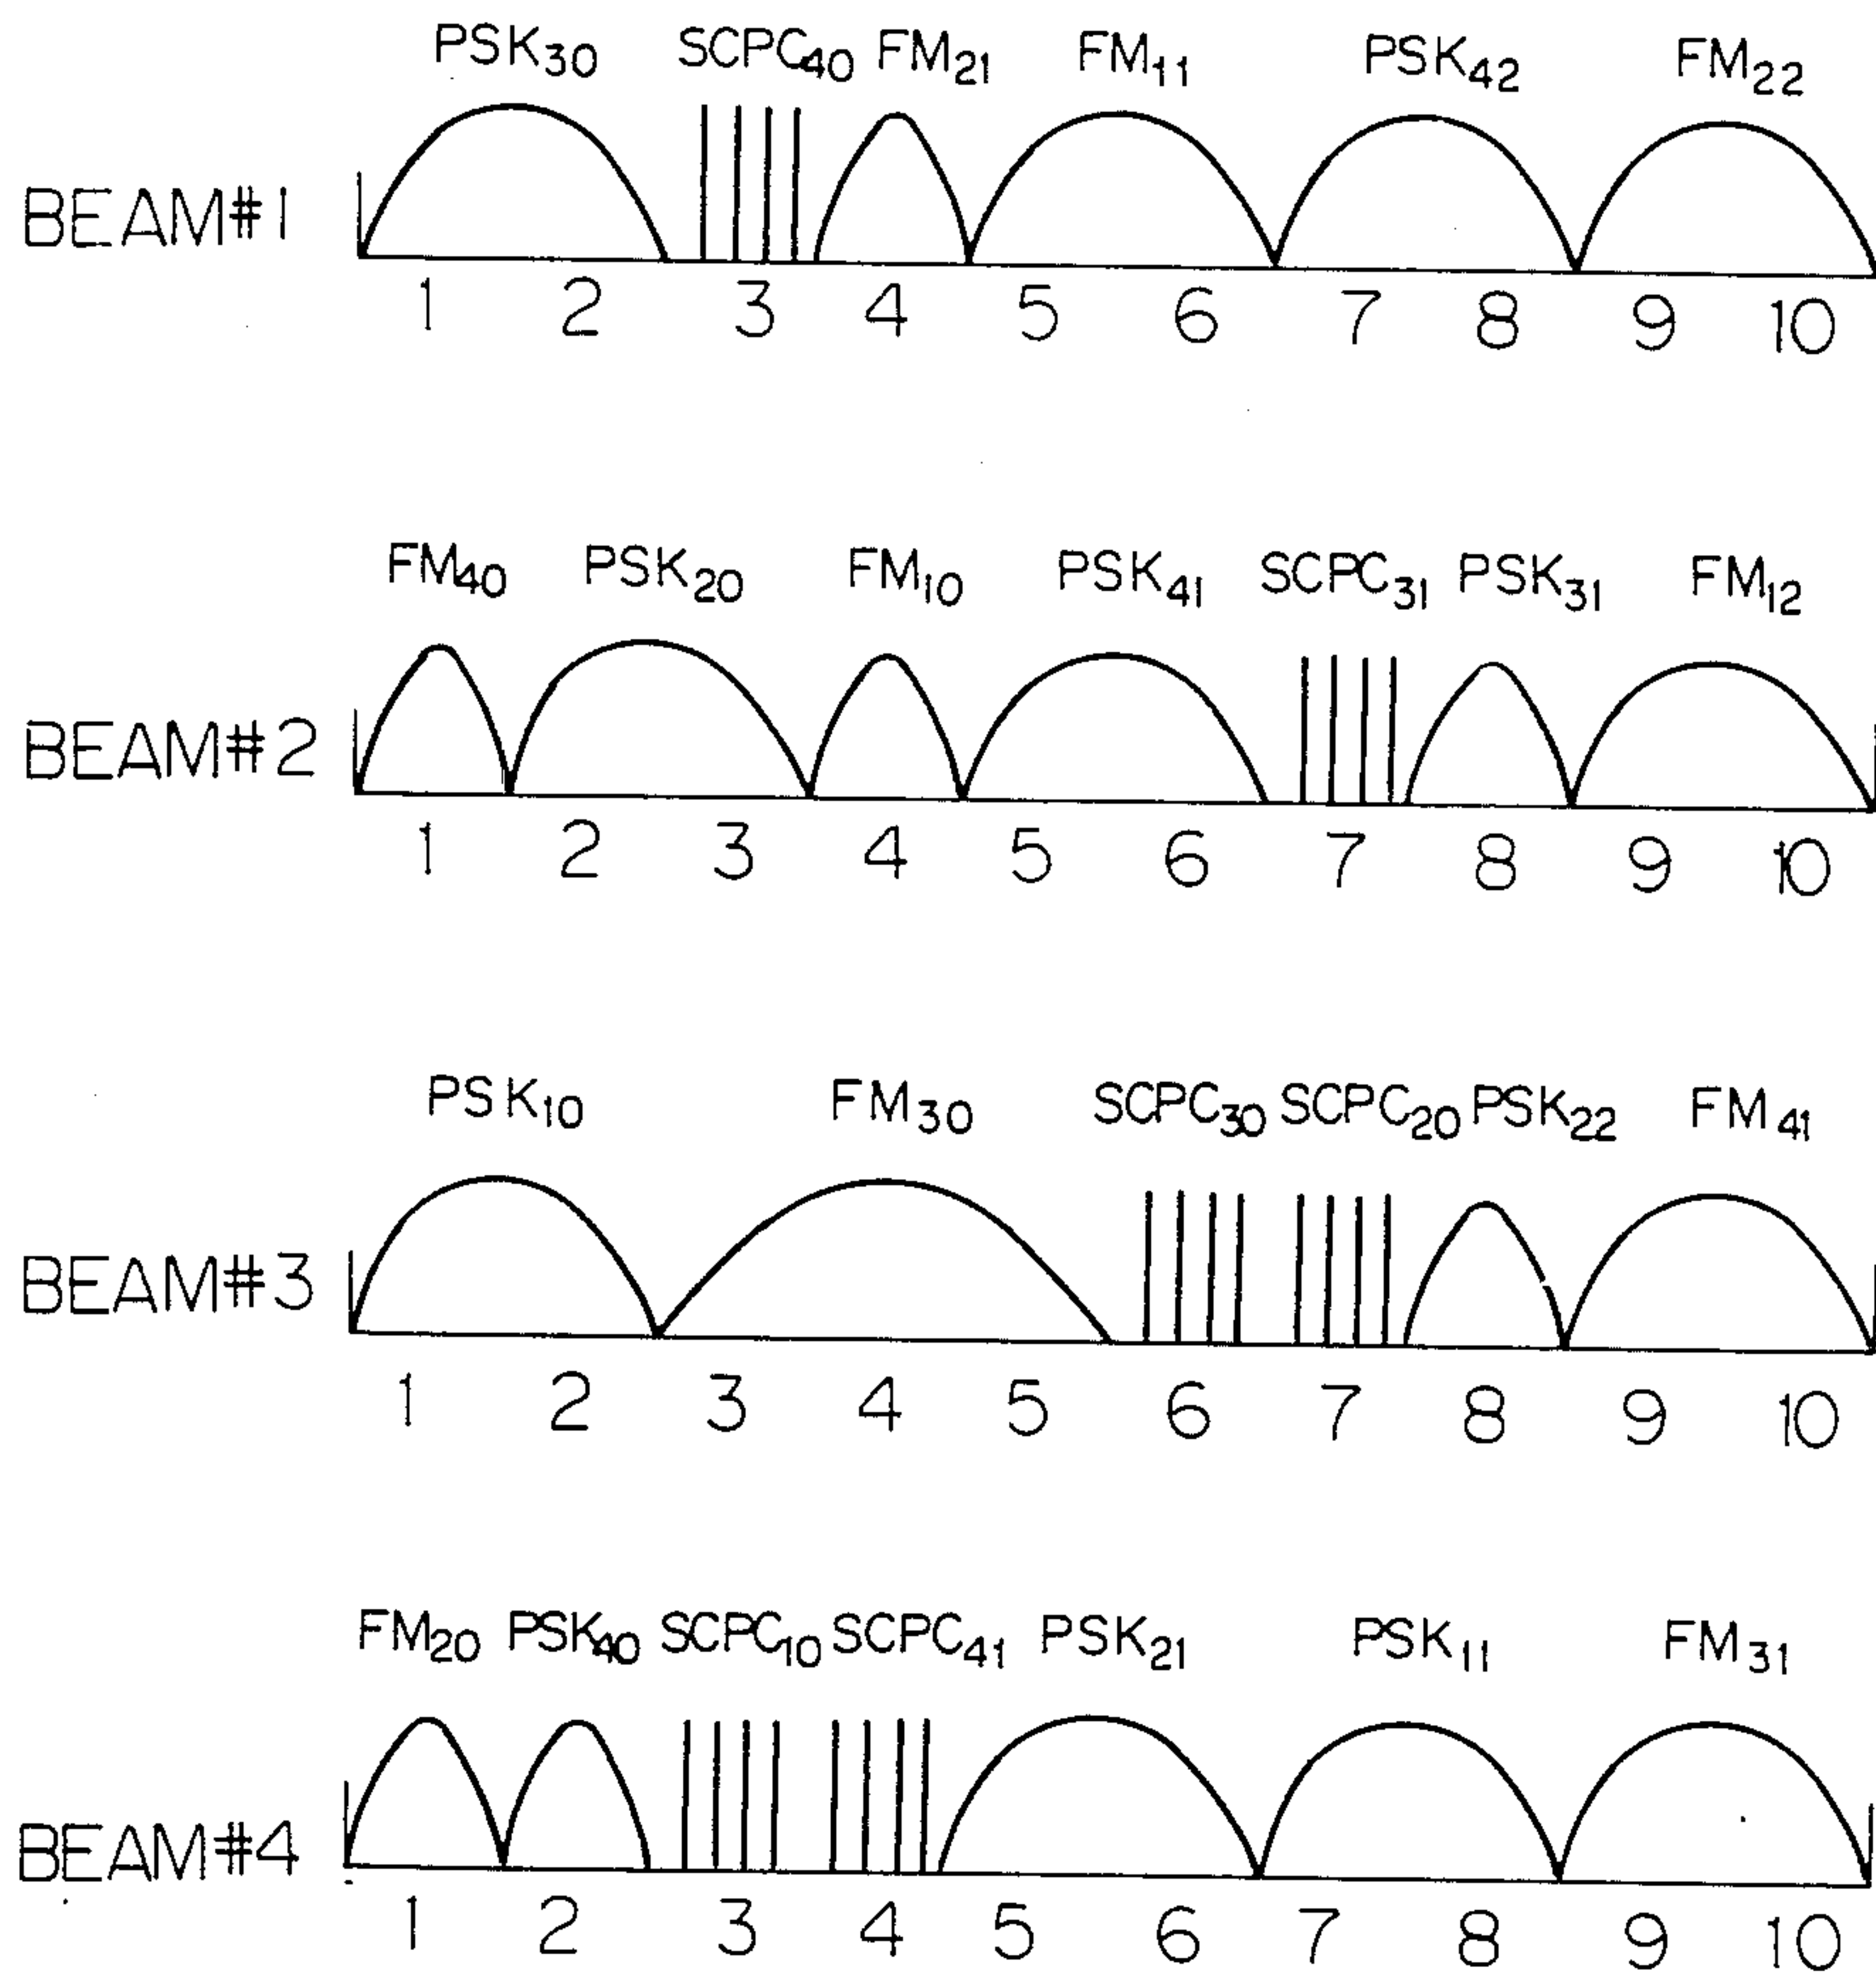 PSK30 SCPC40 FM21 FM11 PSK42 FM22
BEAM#1
1 2 3 4 5 6 7 8 9 10
FM40 PSK20 FM10 PSK41 SCPC31 PSK31 FM12
BEAM#2
1 2 3 4 5 6 7 8 9 10
PSK10 FM30 SCPC30 SCPC20 PSK22 FM41
BEAM#3
1 2 3 4 5 6 7 8 9 10
FM20 PSK40 SCPC10 SCPC41 PSK21 PSK11 FM31
BEAM#4
1 2 3 4 5 6 7 8 9 10